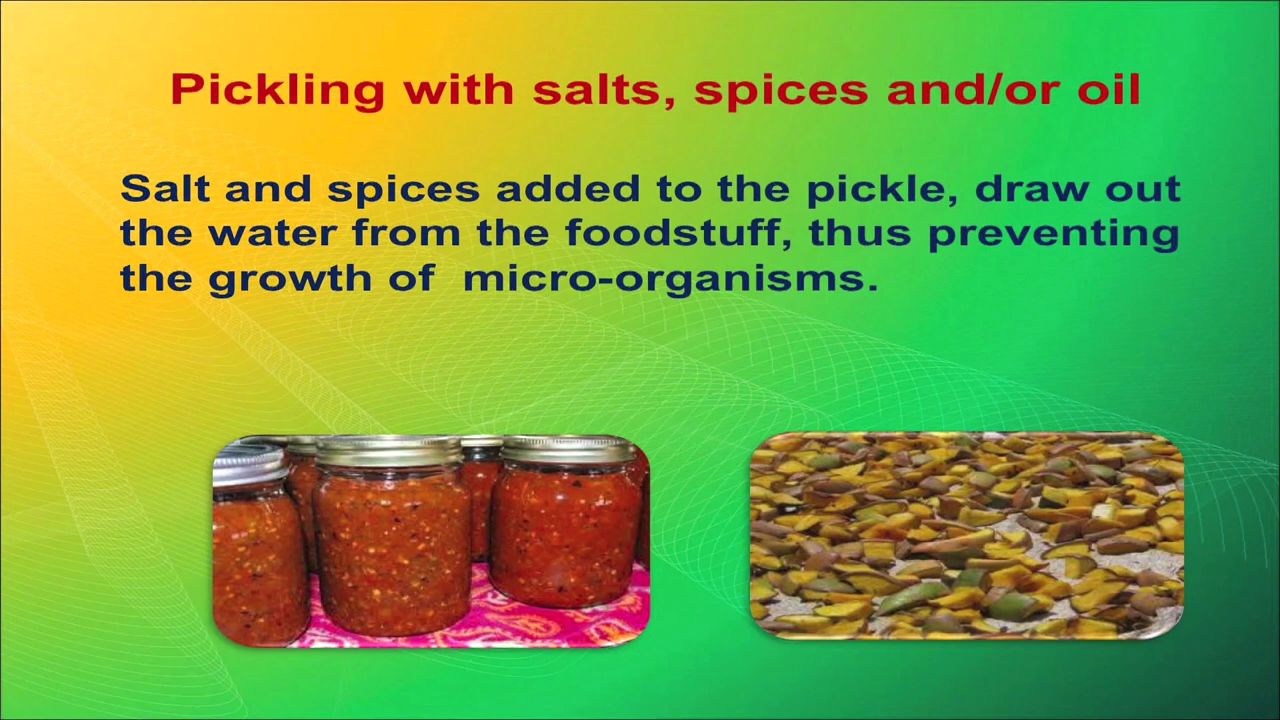 Pickling with salts, spices and/or oil
Salt and spices added to the pickle, draw out
the water from the foodstuff, thus preventing
the growth of  micro-organisms.